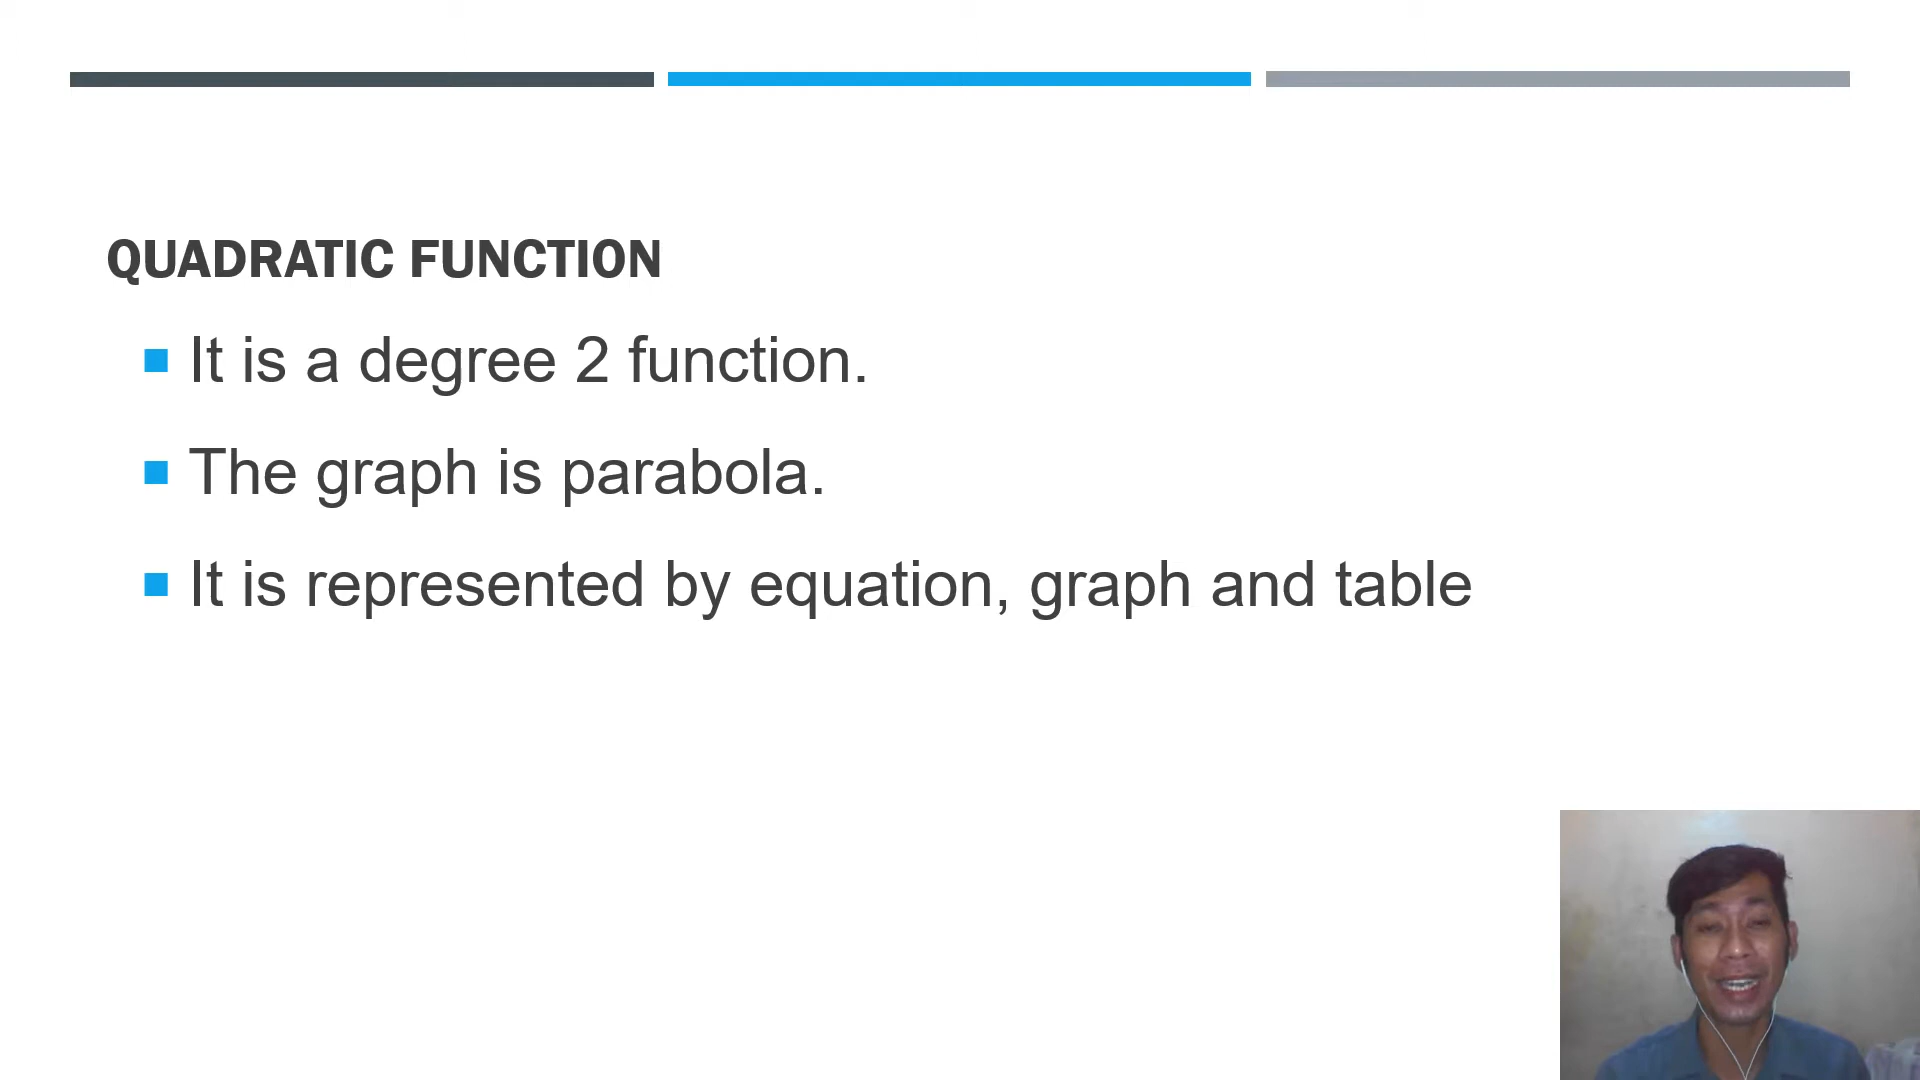 QUADRATIC FUNCTION
It is a degree 2 function.
The graph is parabola.
It is represented by equation, graph and table